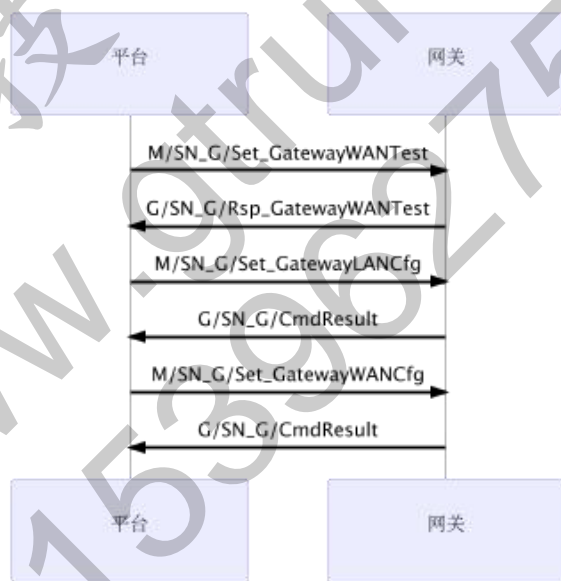 平台
网关
M/SN_G/Set_GatewayWANTest
G/SN_G/Rsp_GatewayWANTest
M/SN_G/Set_GatewayLANCfg
G/SN_G/CmdResult
M/SN_G/Set_GatewayWANCfg
G/SN_G/CmdResult
平台
网关